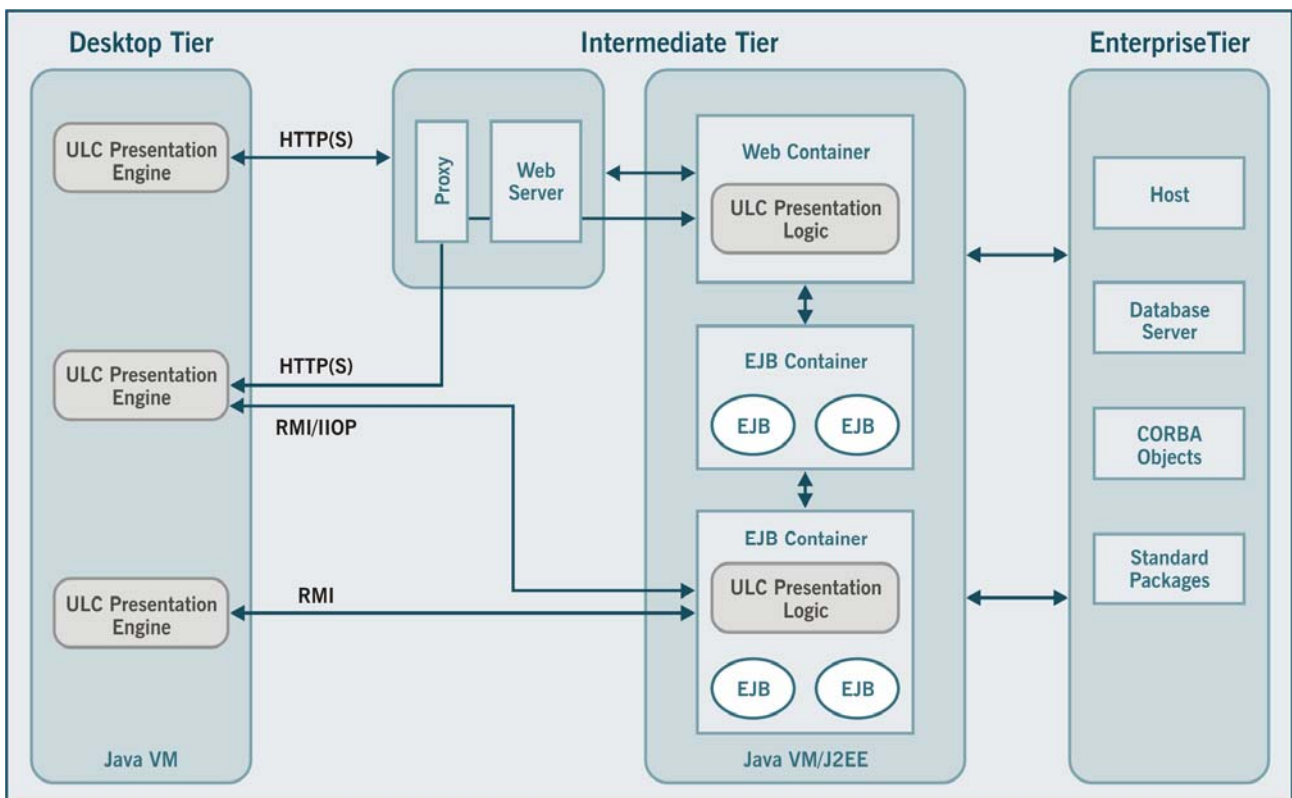 Desktop Tier
Intermediate Tier
EnterpriseTier
ULC Presentation
Engine
HTTP(S)
Proxy
Web
Server
Web Container
ULC Presentation
Logic
Host
Database
Server
ULC Presentation
Engine
HTTP(S)
RMI/IIOP
EJB Container
EJB
EJB
CORBA
Objects
EJB Container
ULC Presentation
Logic
EJB
EJB
Standard
Packages
ULC Presentation
Engine
RMI
Java VM
Java VM/J2EE